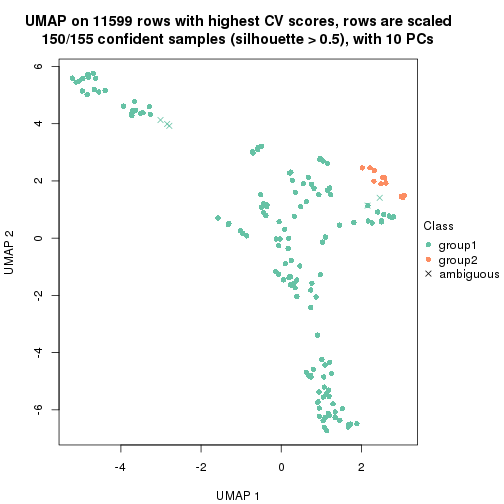 UMAP on 11599 rows with highest CV scores, rows are scaled
150/155 confident samples (silhouette > 0.5), with 10 PCs
6
4
2
0
-2
-4
-6
UMAP 2
-4
-2
0
2
UMAP 1
Class
group1
group2
ambiguous